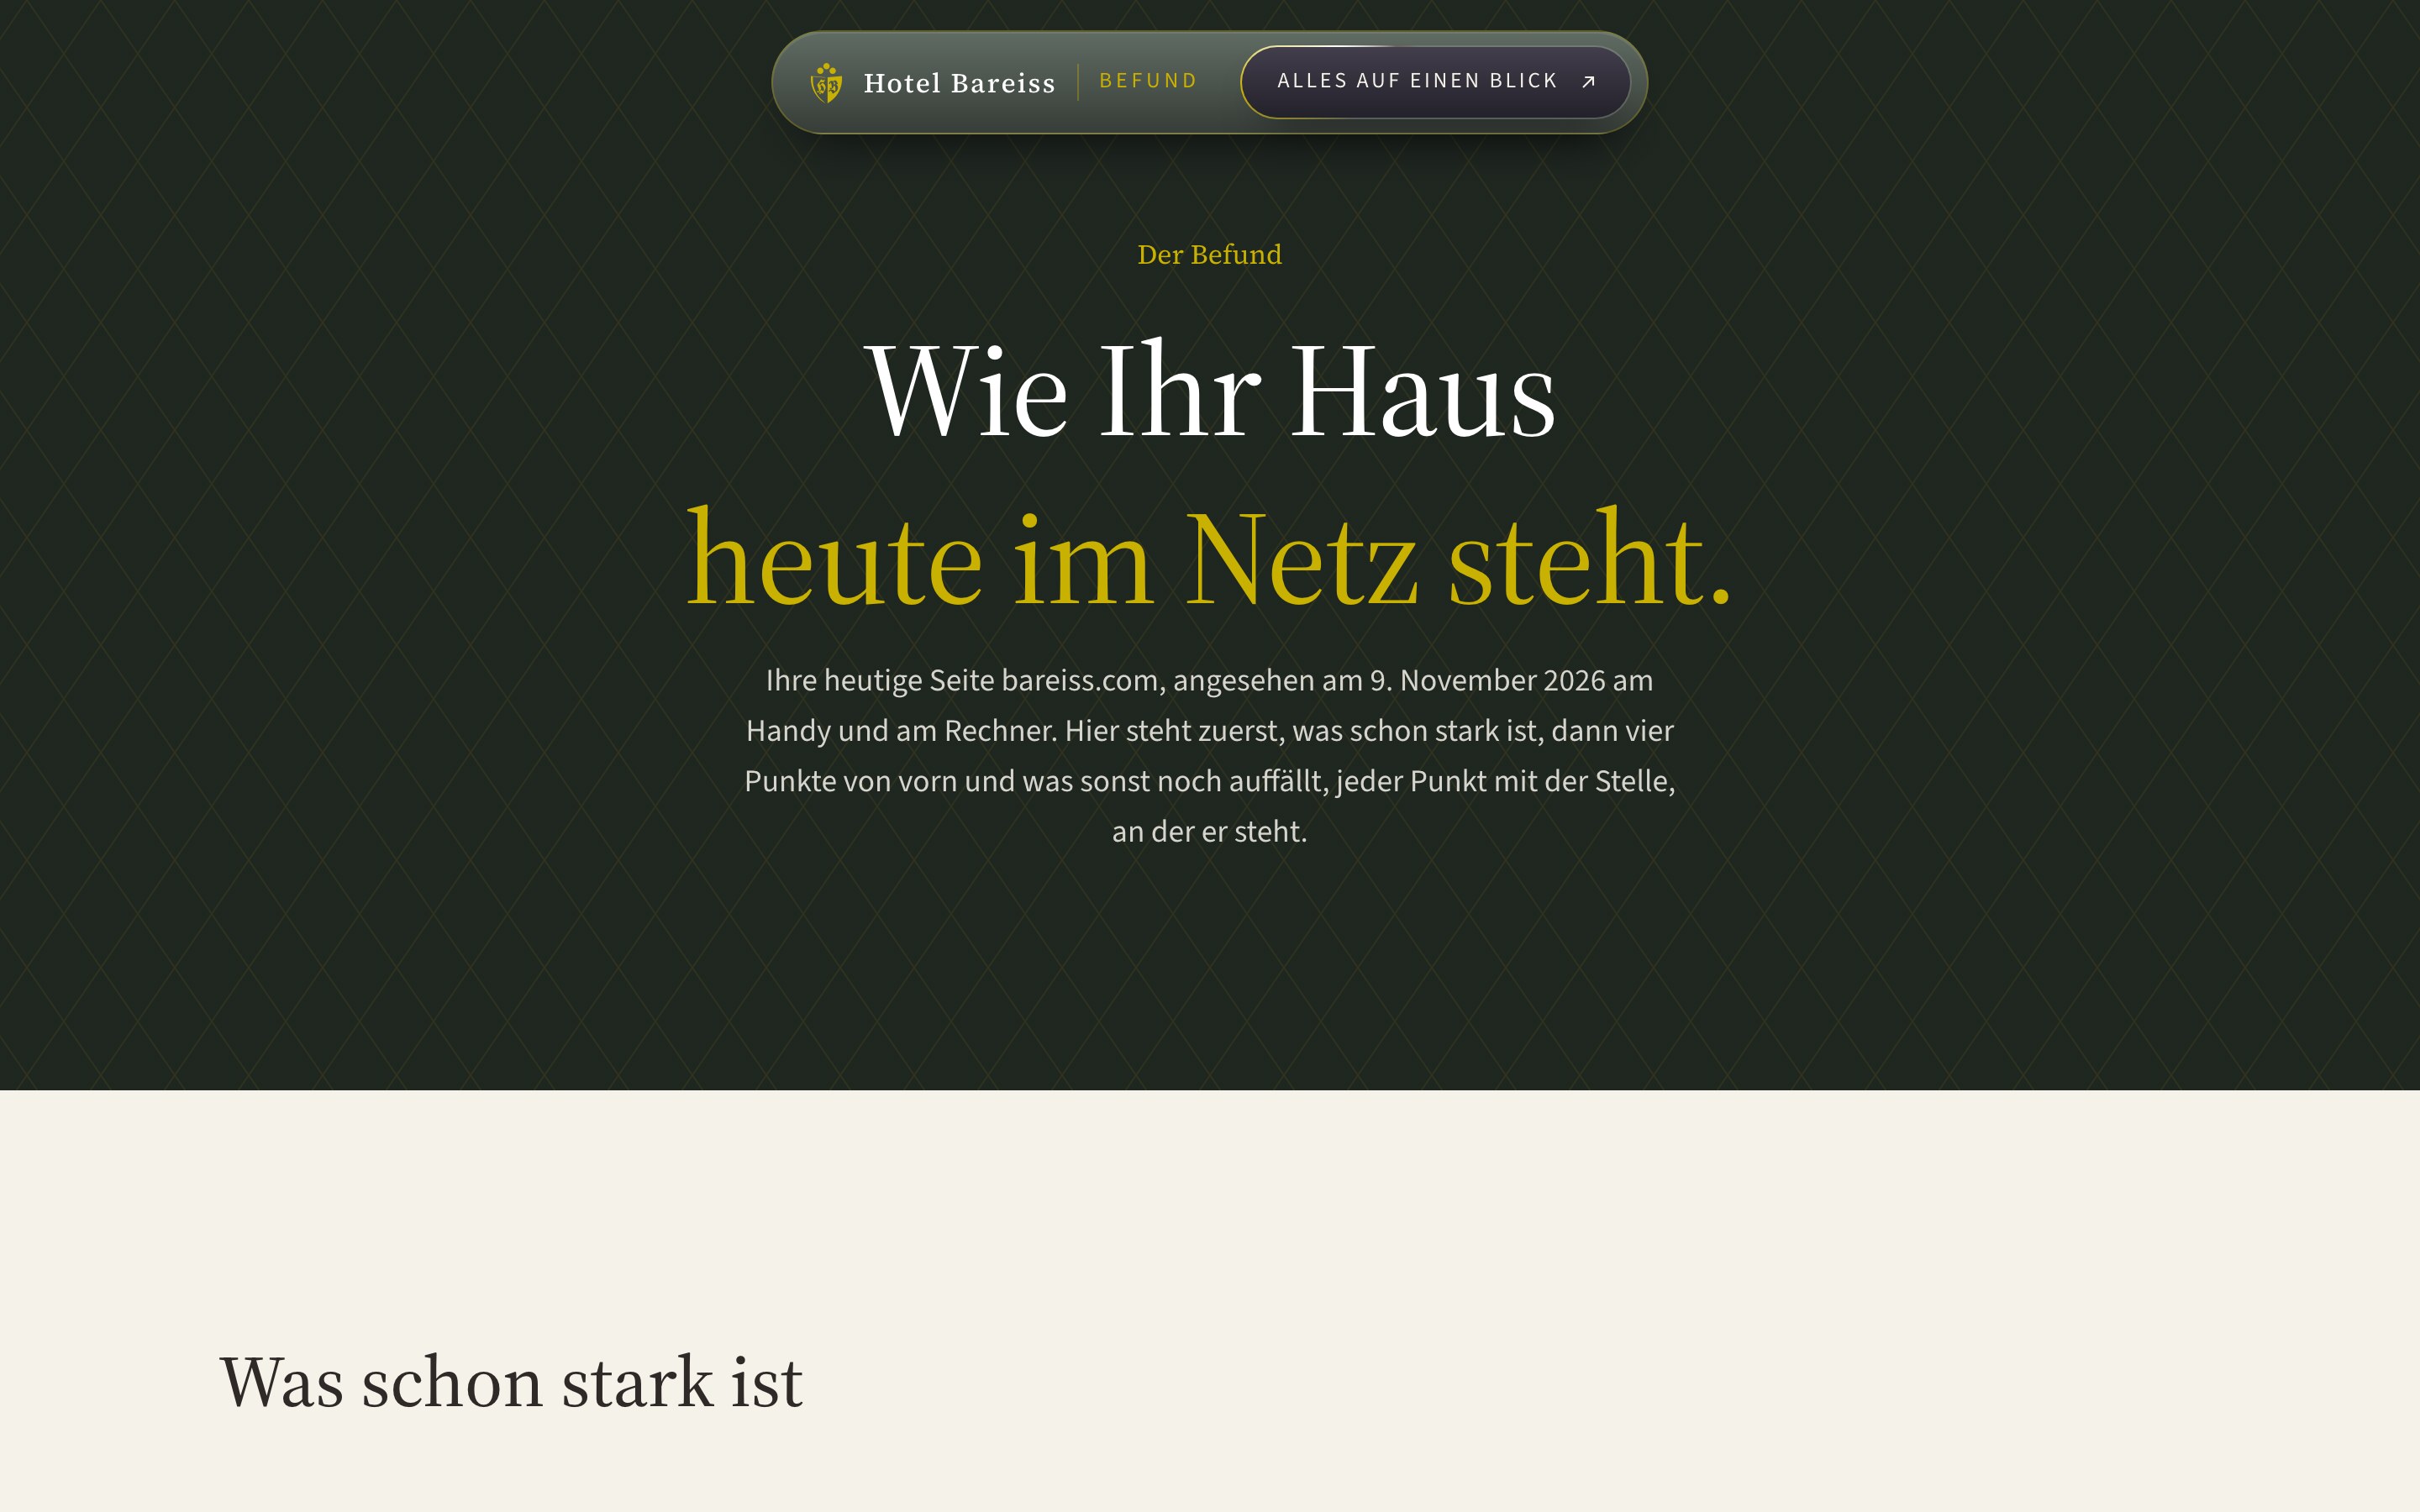 Hotel Bareiss
BEFUND
ALLES AUF EINEN BLICK
Der Befund
Wie Ihr Haus
heute im Netz steht.
Ihre heutige Seite bareiss.com, angesehen am 9. November 2026 am
Handy und am Rechner. Hier steht zuerst, was schon stark ist, dann vier
Punkte von vorn und was sonst noch auffällt, jeder Punkt mit der Stelle,
an der er steht.
Was schon stark ist